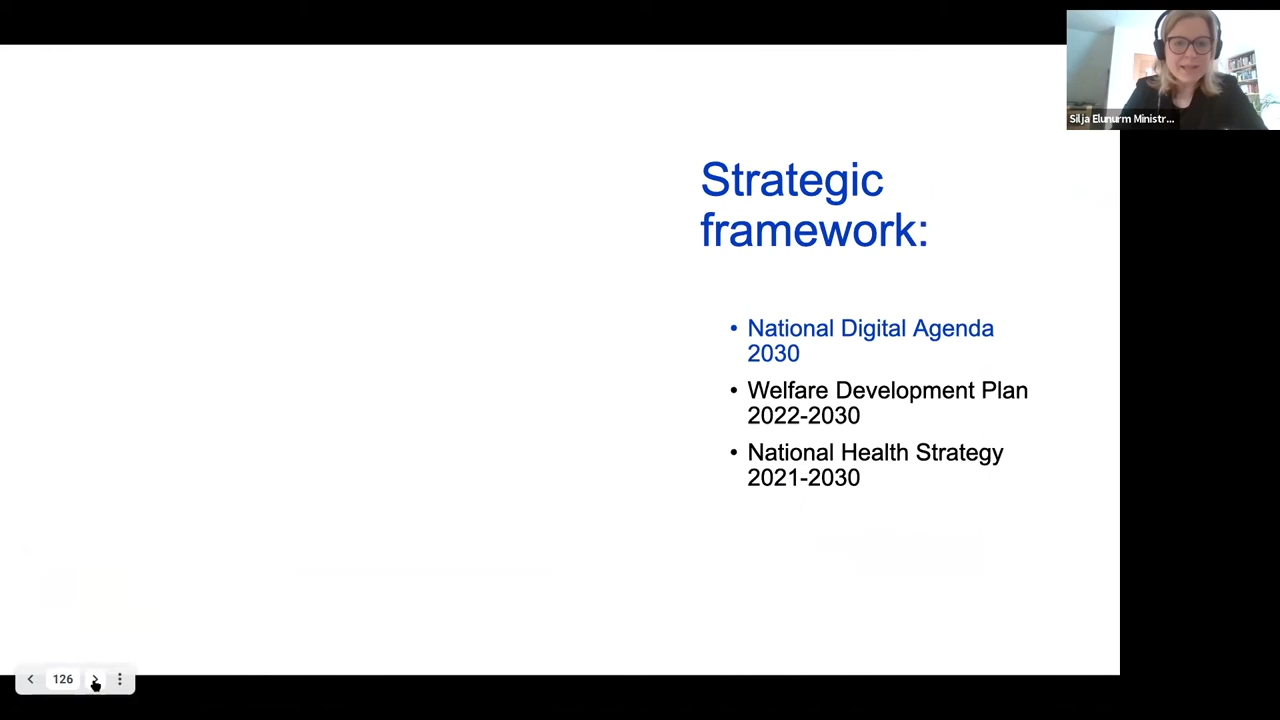 Silja Elunurm Ministr...
Strategic
framework:
• National Digital Agenda
2030
• Welfare Development Plan
2022-2030
• National Health Strategy
2021-2030
126